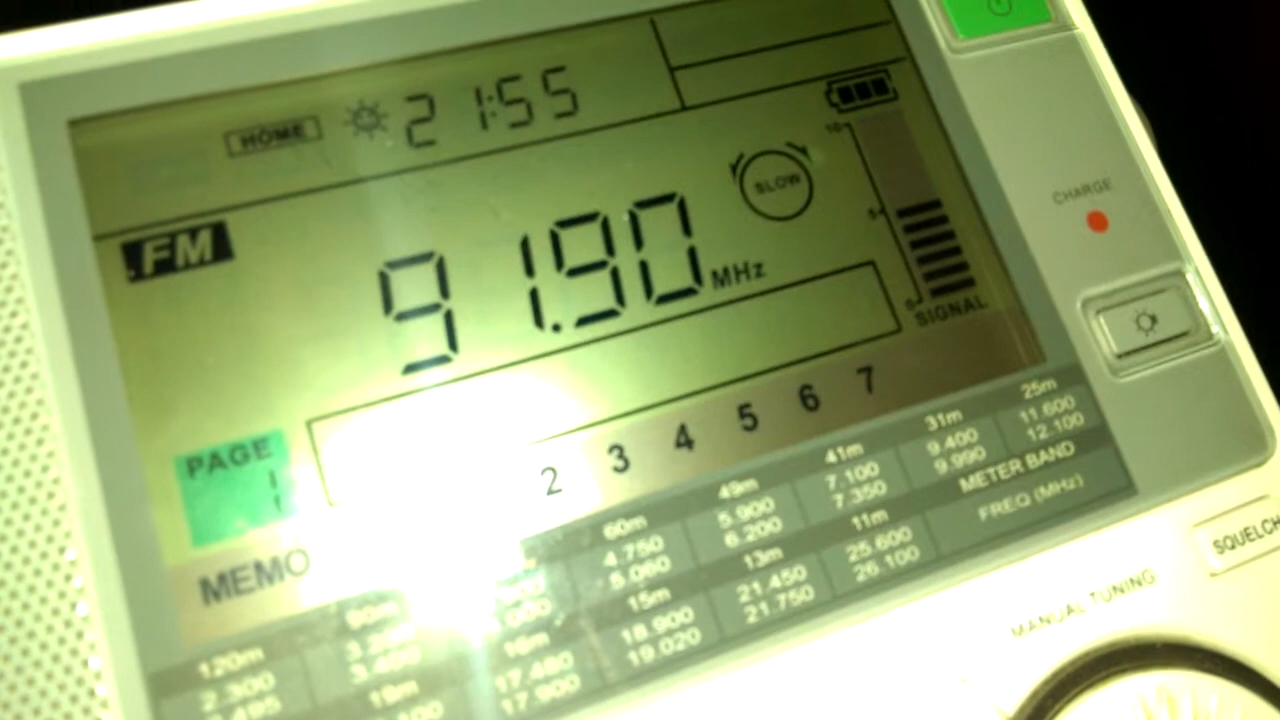 HOME 21:55
10
SLOW
5
CHARGE
FM 91.90 MHz
0
SIGNAL
PAGE
1
2 3 4 5 6 7
MEMO
60m 49m 41m 31m 25m
4.750 5.900 7.100 9.400 11.600
5.060 6.200 7.350 9.990 12.100
METER BAND
120m 90m
2.300
2.495
19m 16m 15m 13m 11m
17.480 18.900 21.450 25.600
17.900 19.020 21.750 26.100
FREQ (MHz)
SQUELCH
MANUAL TUNING